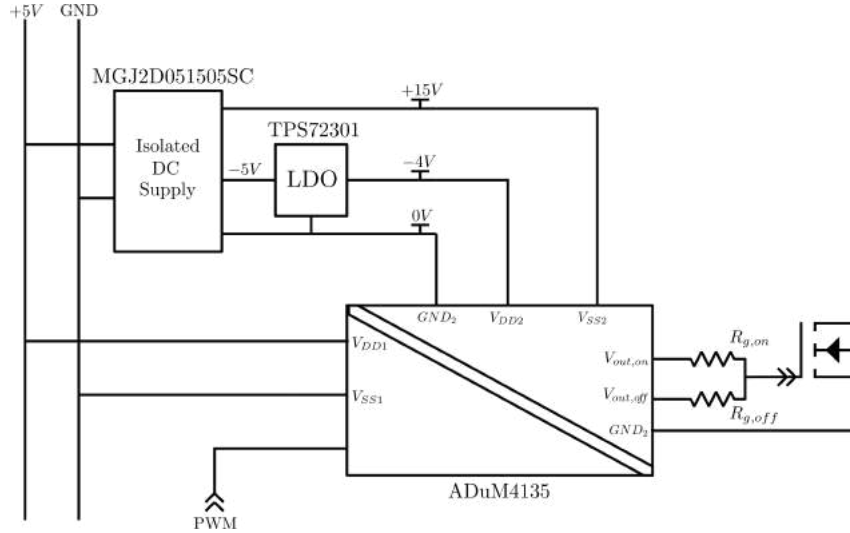 +5V GND
MGJ2D051505SC
+15V
TPS72301
Isolated
DC
Supply
−5V
LDO
−4V
0V
GND2 VDD2 VSS2
VDD1
VSS1
Vout,on
Rg,on
Vout,off
Rg,off
GND2
ADuM4135
PWM